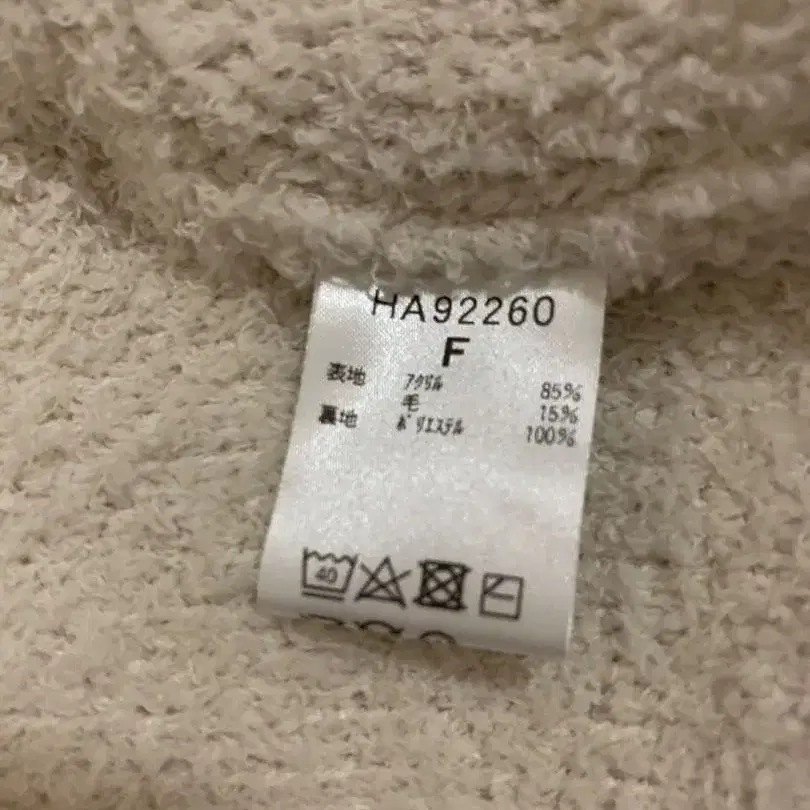 HA92260
F
表地 ｱｸﾘﾙ 85%
毛 15%
裏地 ﾎﾟﾘｴｽﾃﾙ 100%
40